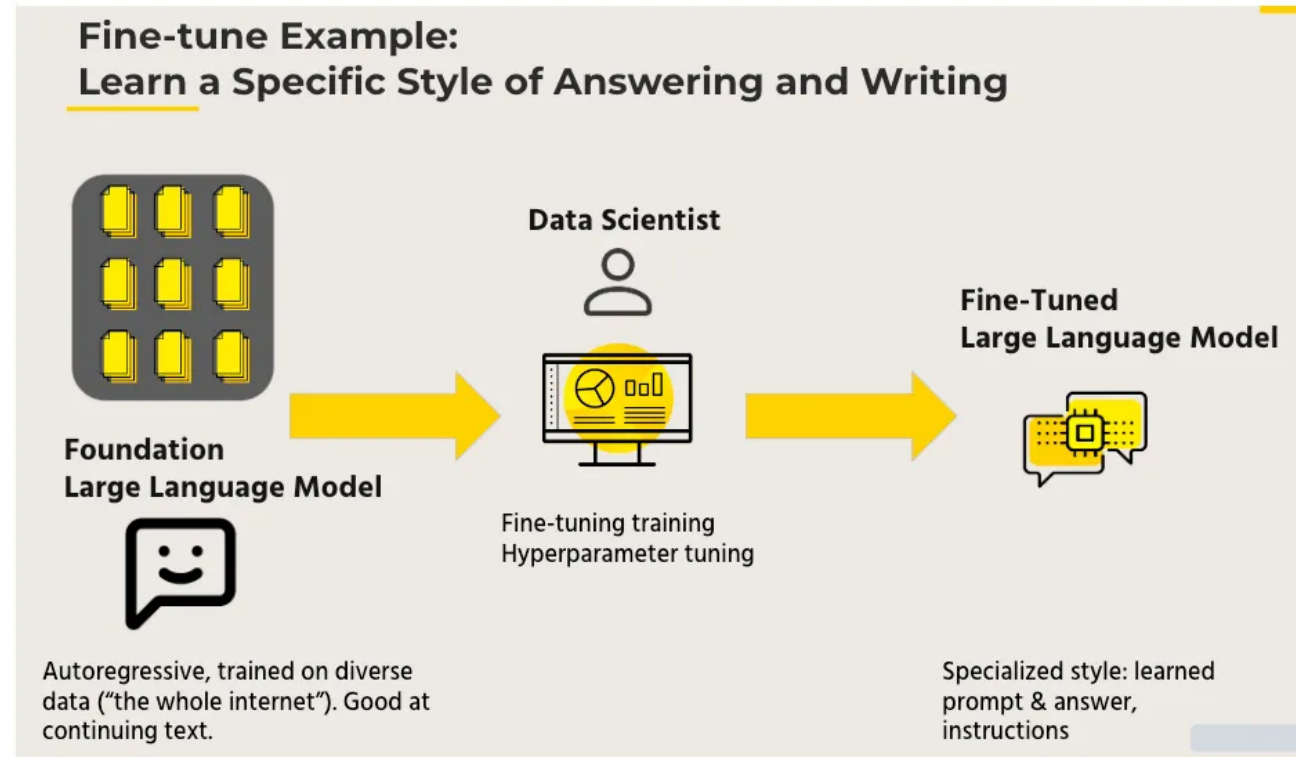 Fine-tune Example:
Learn a Specific Style of Answering and Writing
Data Scientist
Fine-Tuned
Large Language Model
Foundation
Large Language Model
Fine-tuning training
Hyperparameter tuning
Autoregressive, trained on diverse
data (“the whole internet”). Good at
continuing text.
Specialized style: learned
prompt & answer,
instructions